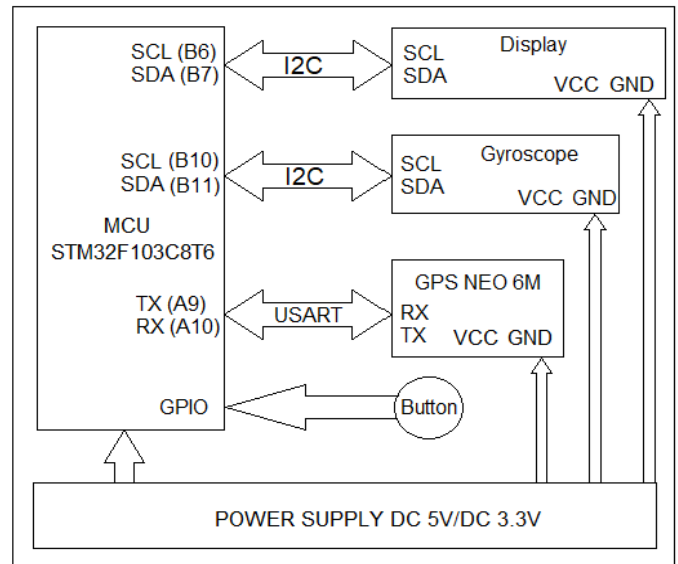 SCL (B6)
SDA (B7)
I2C
SCL
SDA
Display
VCC GND
SCL (B10)
SDA (B11)
I2C
SCL
SDA
Gyroscope
VCC GND
MCU
STM32F103C8T6
TX (A9)
RX (A10)
USART
GPS NEO 6M
RX
TX
VCC GND
GPIO
Button
POWER SUPPLY DC 5V/DC 3.3V